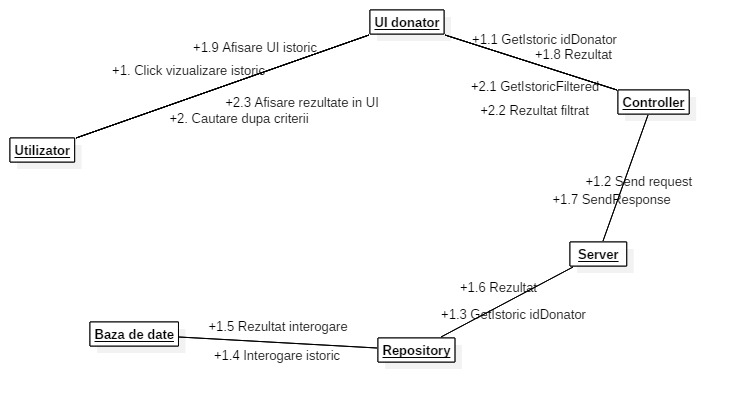 UI donator
+1.9 Afisare UI istoric
+1. Click vizualizare istoric
+1.1 GetIstoric idDonator
+1.8 Rezultat
+2.1 GetIstoricFiltered
+2.2 Rezultat filtrat
Controller
+2.3 Afisare rezultate in UI
+2. Cautare dupa criterii
Utilizator
+1.2 Send request
+1.7 SendResponse
Server
+1.6 Rezultat
+1.3 GetIstoric idDonator
Baza de date
+1.5 Rezultat interogare
+1.4 Interogare istoric
Repository